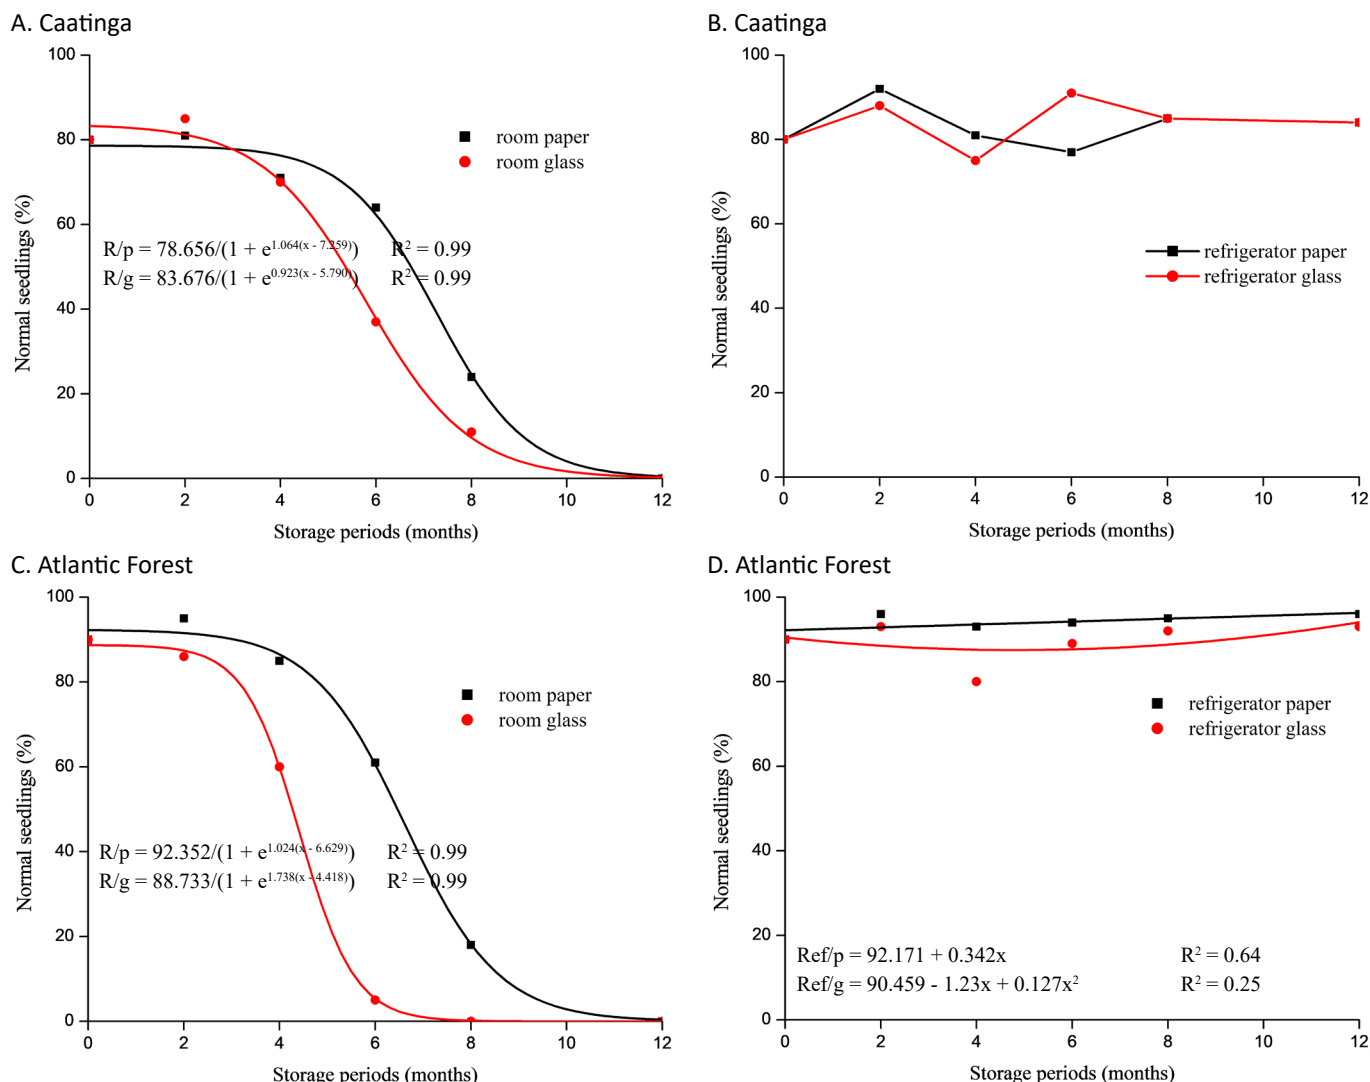 A. Caatinga
100
80
60
40
20
0
Normal seedlings (%)
room paper
room glass
R/p = 78.656/(1 + e^1.064(x - 7.259)) R² = 0.99
R/g = 83.676/(1 + e^0.923(x - 5.790)) R² = 0.99
0 2 4 6 8 10 12
Storage periods (months)
B. Caatinga
100
80
60
40
20
0
Normal seedlings (%)
refrigerator paper
refrigerator glass
0 2 4 6 8 10 12
Storage periods (months)
C. Atlantic Forest
100
80
60
40
20
0
Normal seedlings (%)
room paper
room glass
R/p = 92.352/(1 + e^1.024(x - 6.629)) R² = 0.99
R/g = 88.733/(1 + e^1.738(x - 4.418)) R² = 0.99
0 2 4 6 8 10 12
Storage periods (months)
D. Atlantic Forest
100
80
60
40
20
0
Normal seedlings (%)
refrigerator paper
refrigerator glass
Ref/p = 92.171 + 0.342x R² = 0.64
Ref/g = 90.459 - 1.23x + 0.127x² R² = 0.25
0 2 4 6 8 10 12
Storage periods (months)